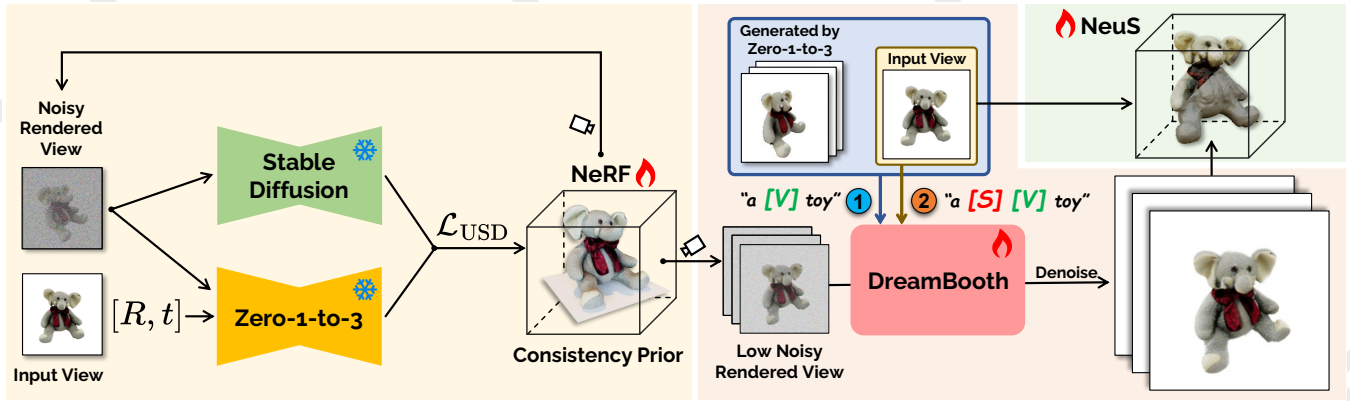 Noisy
Rendered
View
Stable
Diffusion
[R, t]
Zero-1-to-3
Input View
L_USD
NeRF
Consistency Prior
Generated by
Zero-1-to-3
Input View
"a [V] toy" 1
2 "a [S] [V] toy"
DreamBooth
Denoise
Low Noisy
Rendered View
NeuS